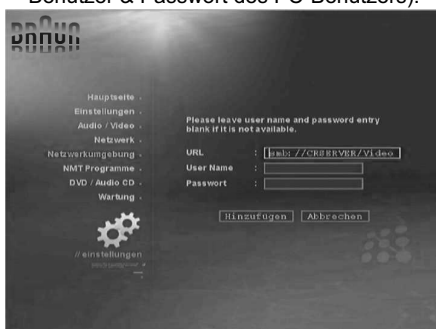 Benutzer & Passwort des PC-Benutzers).
BRAUN
Hauptseite
Einstellungen
Audio / Video
Netzwerk
Netzwerkumgebung
NMT Programme
DVD / Audio CD
Wartung
// einstellungen
Please leave user name and password entry
blank if it is not available.
URL : smb: //CRSERVER/Video
User Name :
Passwort :
Hinzufügen Abbrechen